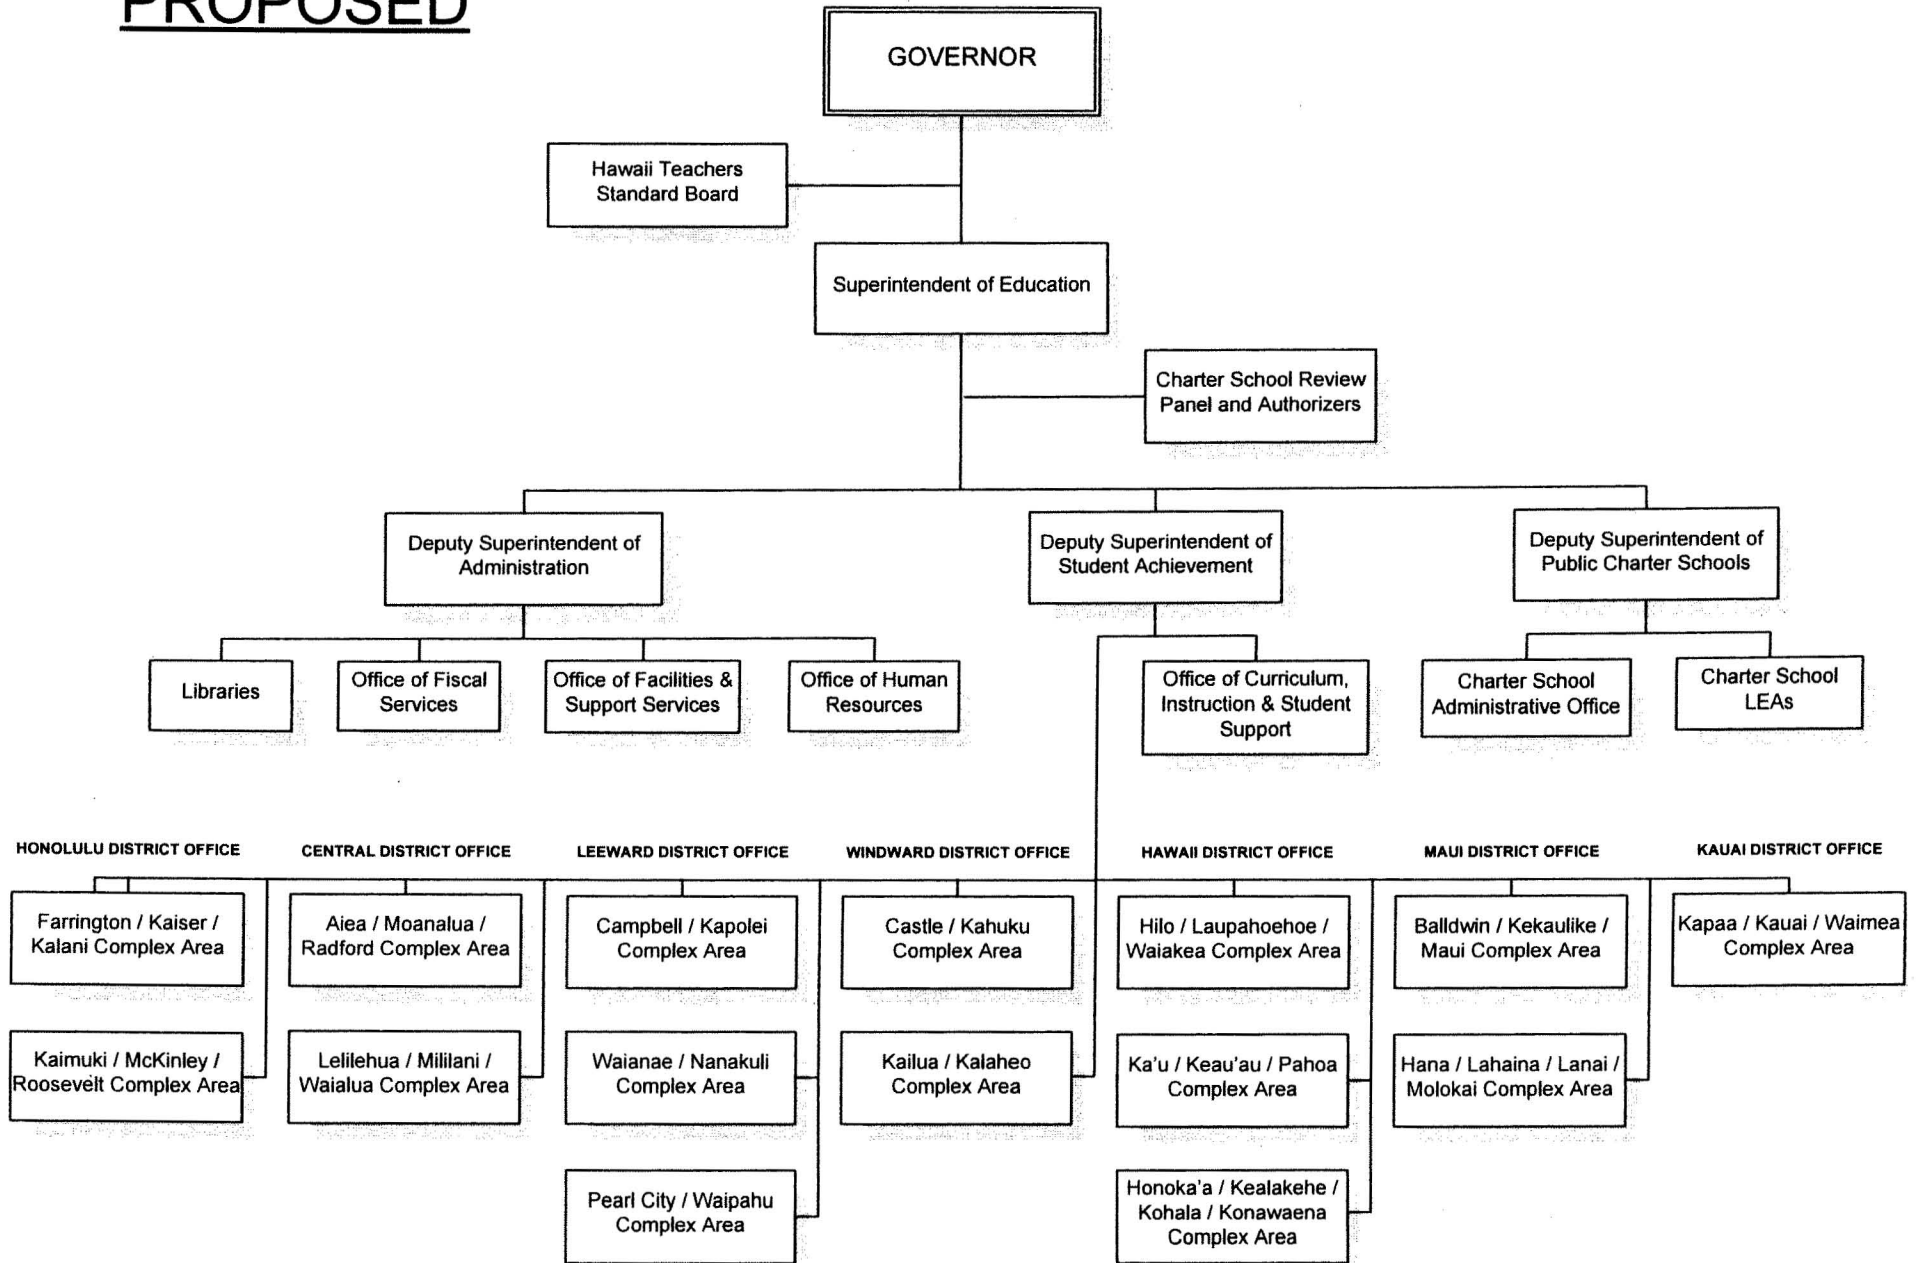 PROPOSED
GOVERNOR
Hawaii Teachers
Standard Board
Superintendent of Education
Charter School Review
Panel and Authorizers
Deputy Superintendent of
Administration
Deputy Superintendent of
Student Achievement
Deputy Superintendent of
Public Charter Schools
Libraries
Office of Fiscal
Services
Office of Facilities &
Support Services
Office of Human
Resources
Office of Curriculum,
Instruction & Student
Support
Charter School
Administrative Office
Charter School
LEAs
HONOLULU DISTRICT OFFICE
CENTRAL DISTRICT OFFICE
LEEWARD DISTRICT OFFICE
WINDWARD DISTRICT OFFICE
HAWAII DISTRICT OFFICE
MAUI DISTRICT OFFICE
KAUAI DISTRICT OFFICE
Farrington / Kaiser /
Kalani Complex Area
Aiea / Moanalua /
Radford Complex Area
Campbell / Kapolei
Complex Area
Castle / Kahuku
Complex Area
Hilo / Laupahoehoe /
Waiakea Complex Area
Balldwin / Kekaulike /
Maui Complex Area
Kapaa / Kauai / Waimea
Complex Area
Kaimuki / McKinley /
Roosevelt Complex Area
Lelilehua / Mililani /
Waialua Complex Area
Waianae / Nanakuli
Complex Area
Kailua / Kalaheo
Complex Area
Ka'u / Keau'au / Pahoa
Complex Area
Hana / Lahaina / Lanai /
Molokai Complex Area
Pearl City / Waipahu
Complex Area
Honoka'a / Kealakehe /
Kohala / Konawaena
Complex Area